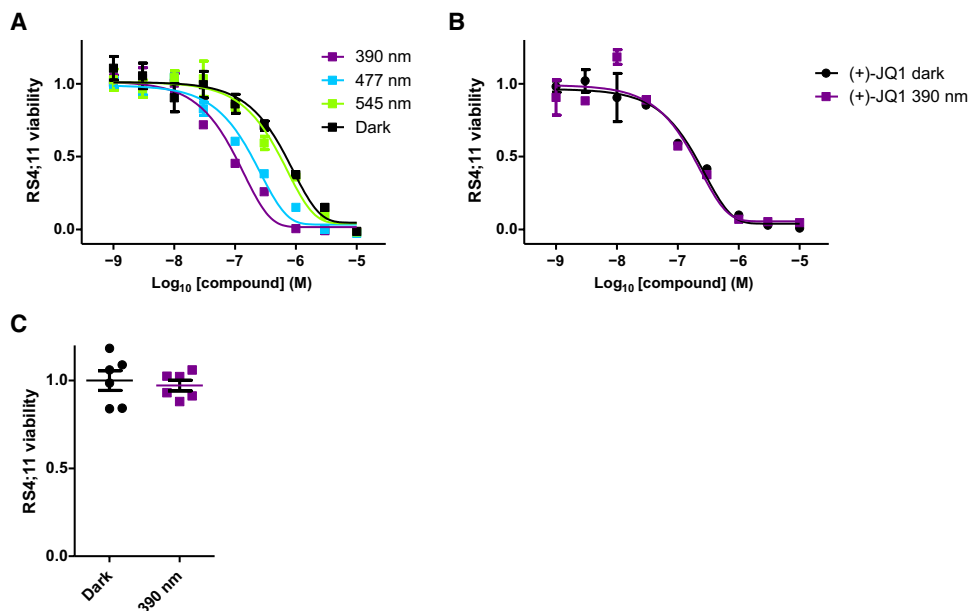 A
RS4;11 viability
1.0
0.5
0.0
−9 −8 −7 −6 −5
Log10 [compound] (M)
390 nm
477 nm
545 nm
Dark
B
RS4;11 viability
1.0
0.5
0.0
−9 −8 −7 −6 −5
Log10 [compound] (M)
(+)-JQ1 dark
(+)-JQ1 390 nm
C
RS4;11 viability
1.0
0.5
0.0
Dark
390 nm